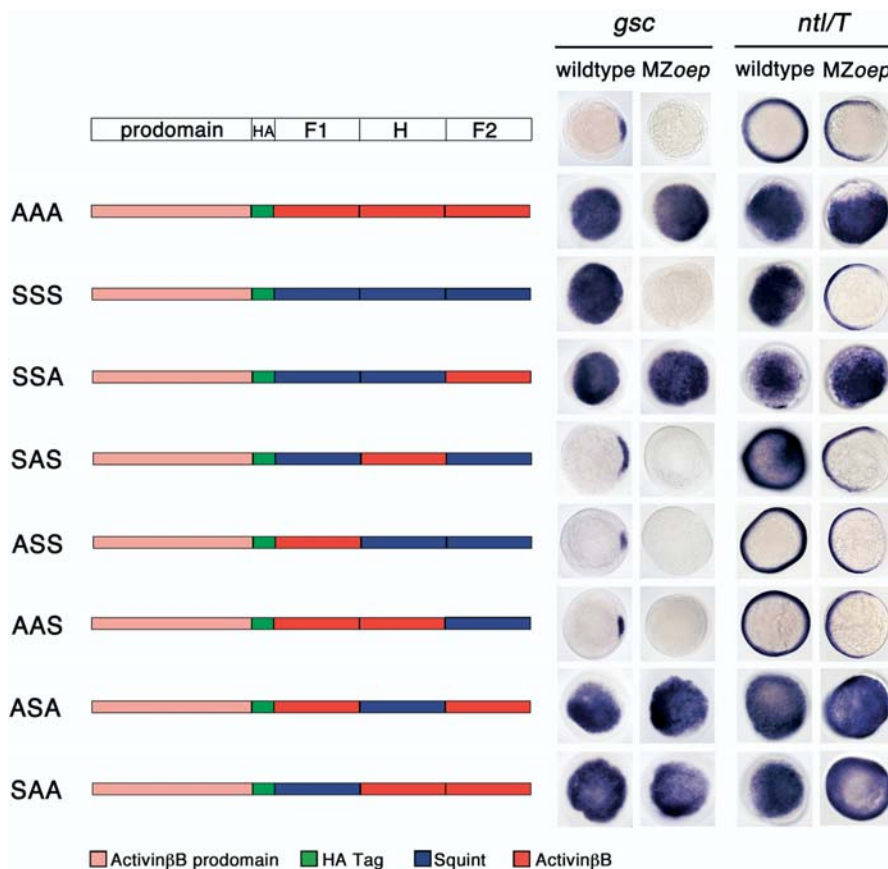 gsc ntl/T
wildtype MZoep wildtype MZoep
prodomain HA F1 H F2
AAA
SSS
SSA
SAS
ASS
AAS
ASA
SAA
ActivinβB prodomain HA Tag Squint ActivinβB